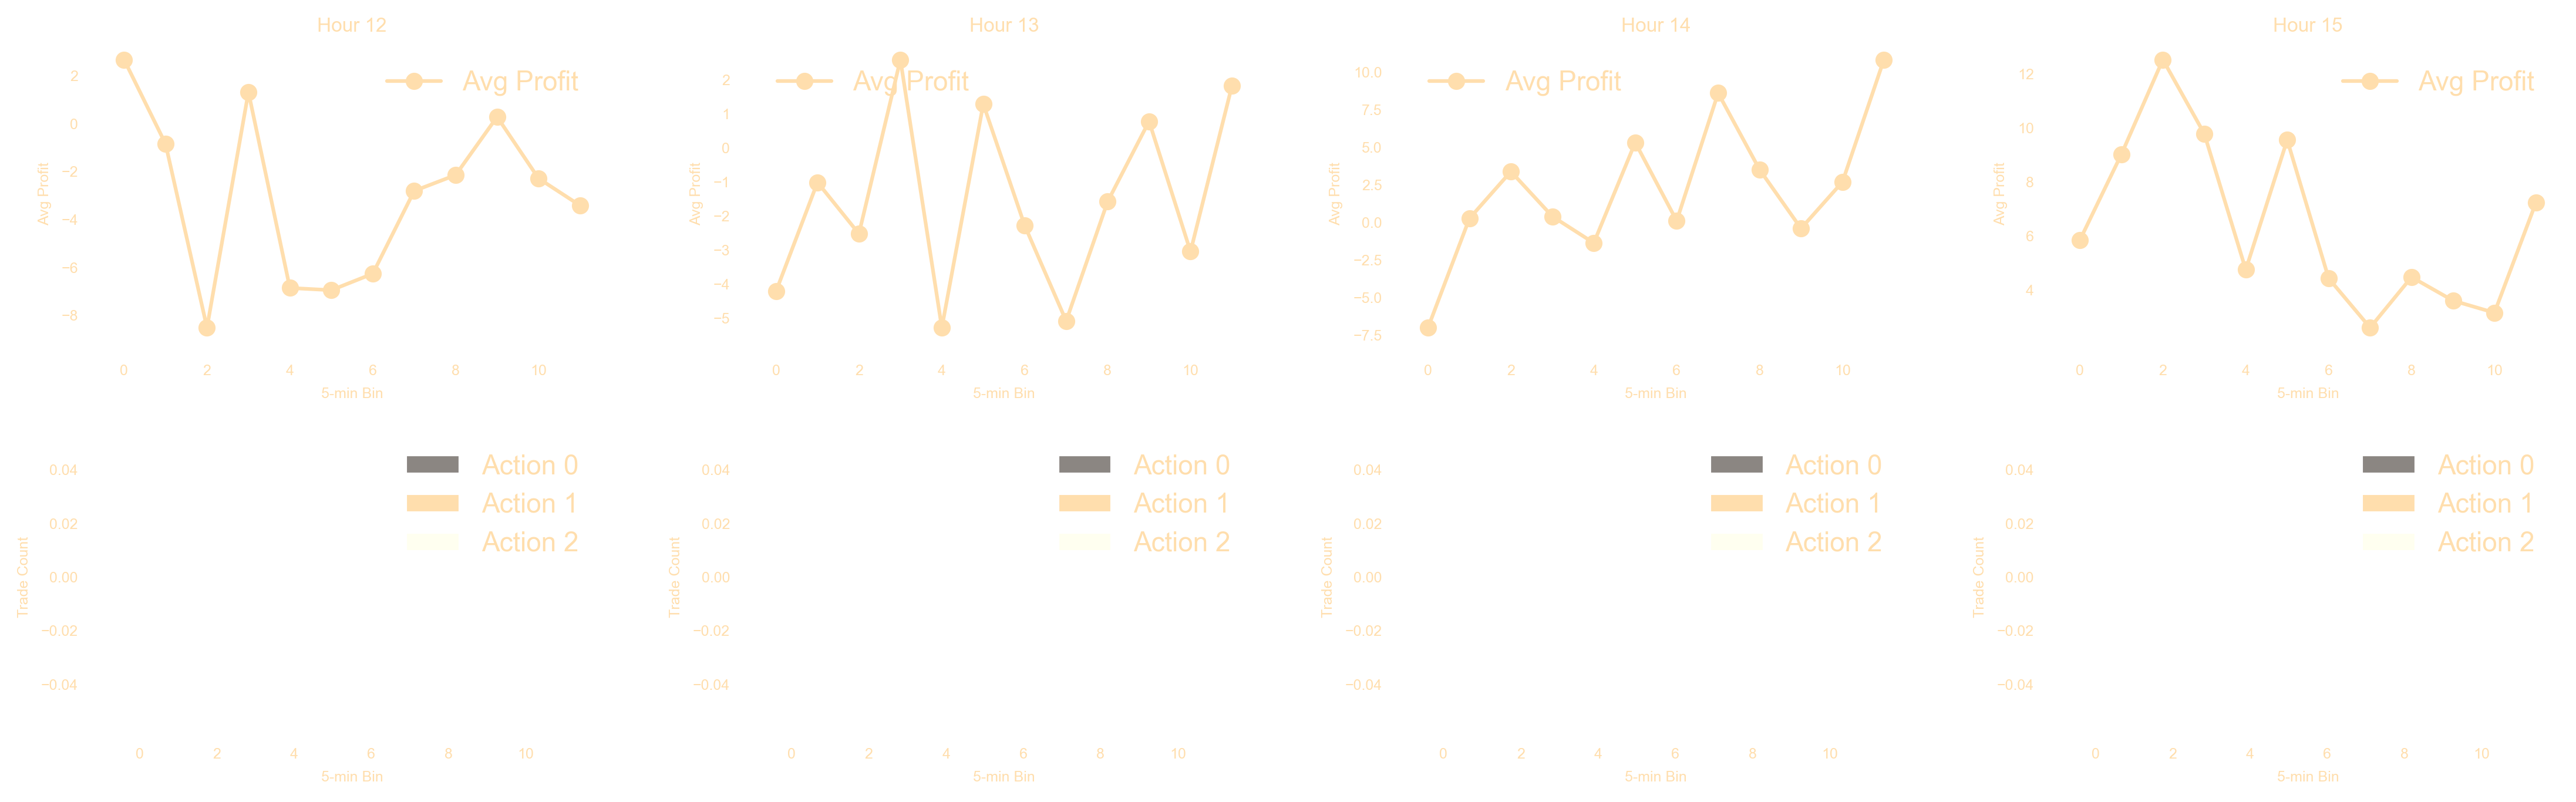 Hour 12
Avg Profit
Avg Profit
2
0
−2
−4
−6
−8
0 2 4 6 8 10
5-min Bin
Hour 13
Avg Profit
Avg Profit
2
1
0
−1
−2
−3
−4
−5
0 2 4 6 8 10
5-min Bin
Hour 14
Avg Profit
Avg Profit
10.0
7.5
5.0
2.5
0.0
−2.5
−5.0
−7.5
0 2 4 6 8 10
5-min Bin
Hour 15
Avg Profit
Avg Profit
12
10
8
6
4
0 2 4 6 8 10
5-min Bin
Action 0
Action 1
Action 2
Trade Count
0.04
0.02
0.00
−0.02
−0.04
0 2 4 6 8 10
5-min Bin
Action 0
Action 1
Action 2
Trade Count
0.04
0.02
0.00
−0.02
−0.04
0 2 4 6 8 10
5-min Bin
Action 0
Action 1
Action 2
Trade Count
0.04
0.02
0.00
−0.02
−0.04
0 2 4 6 8 10
5-min Bin
Action 0
Action 1
Action 2
Trade Count
0.04
0.02
0.00
−0.02
−0.04
0 2 4 6 8 10
5-min Bin